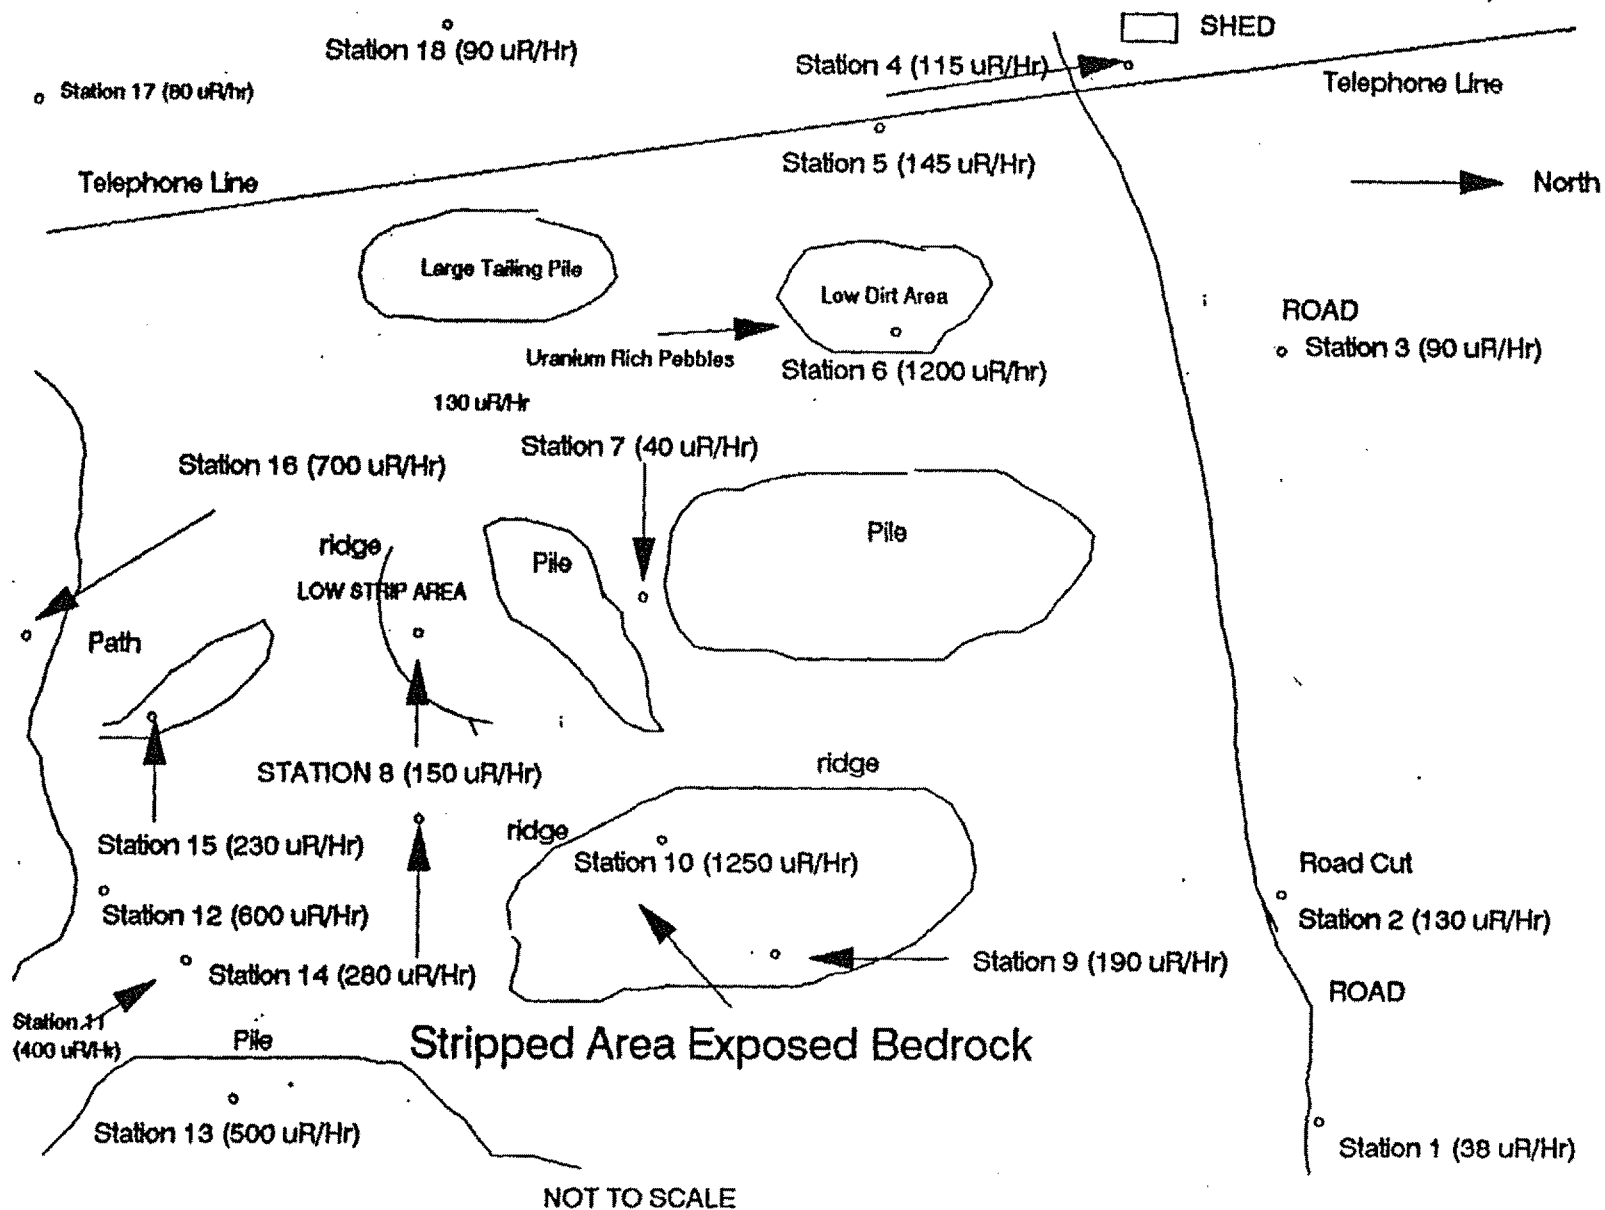 SHED
Station 18 (90 uR/Hr)
Station 4 (115 uR/Hr)
Station 17 (80 uR/hr)
Telephone Line
Station 5 (145 uR/Hr)
Telephone Line
North
Large Tailing Pile
Low Dirt Area
ROAD
Station 3 (90 uR/Hr)
Uranium Rich Pebbles
Station 6 (1200 uR/hr)
130 uR/Hr
Station 7 (40 uR/Hr)
Station 16 (700 uR/Hr)
Pile
ridge
Pile
LOW STRIP AREA
Path
STATION 8 (150 uR/Hr)
ridge
ridge
Station 15 (230 uR/Hr)
Station 10 (1250 uR/Hr)
Road Cut
Station 12 (600 uR/Hr)
Station 2 (130 uR/Hr)
Station 14 (280 uR/Hr)
Station 9 (190 uR/Hr)
ROAD
Station 11
(400 uR/Hr)
Pile
Stripped Area Exposed Bedrock
Station 13 (500 uR/Hr)
Station 1 (38 uR/Hr)
NOT TO SCALE